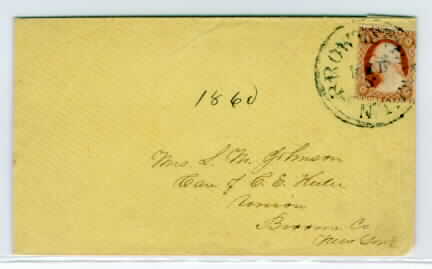 N.Y.
1860
Mrs. S. M. Johnson
Care of C. E.
Union
Broome Co
New York